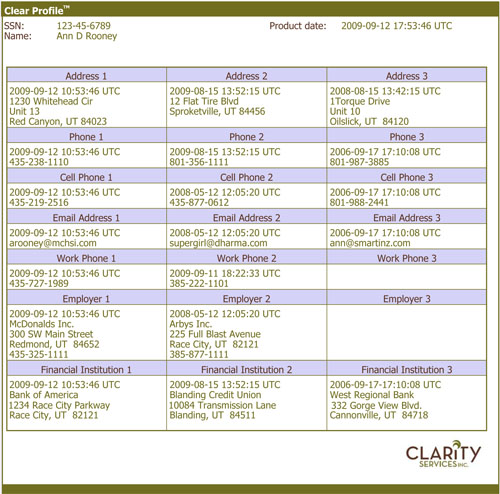 Clear Profile™
SSN: 123-45-6789 Product date: 2009-09-12 17:53:46 UTC
Name: Ann D Rooney
Address 1 Address 2 Address 3
2009-09-12 10:53:46 UTC 2009-08-15 13:52:15 UTC 2008-08-15 13:42:15 UTC
1230 Whitehead Cir 12 Flat Tire Blvd 1Torque Drive
Unit 13 Sproketville, UT 84456 Unit 10
Red Canyon, UT 84023 Oilslick, UT 84120
Phone 1 Phone 2 Phone 3
2009-09-12 10:53:46 UTC 2009-08-15 13:52:15 UTC 2006-09-17 17:10:08 UTC
435-238-1110 801-356-1111 801-987-3885
Cell Phone 1 Cell Phone 2 Cell Phone 3
2009-09-12 10:53:46 UTC 2008-05-12 12:05:20 UTC 2006-09-17 17:10:08 UTC
435-219-2516 435-877-0612 801-988-2441
Email Address 1 Email Address 2 Email Address 3
2009-09-12 10:53:46 UTC 2008-05-12 12:05:20 UTC 2006-09-17 17:10:08 UTC
arooney@mchsi.com supergirl@dharma.com ann@smartinz.com
Work Phone 1 Work Phone 2 Work Phone 3
2009-09-12 10:53:46 UTC 2009-09-11 18:22:33 UTC
435-727-1989 385-222-1101
Employer 1 Employer 2 Employer 3
2009-09-12 10:53:46 UTC 2008-05-12 12:05:20 UTC
McDonalds Inc. Arbys Inc.
300 SW Main Street 225 Full Blast Avenue
Redmond, UT 84652 Race City, UT 82121
435-325-1111 385-877-1111
Financial Institution 1 Financial Institution 2 Financial Institution 3
2009-09-12 10:53:46 UTC 2009-08-15 13:52:15 UTC 2006-09-17-17:10:08 UTC
Bank of America Blanding Credit Union West Regional Bank
1234 Race City Parkway 10084 Transmission Lane 332 Gorge View Blvd.
Race City, UT 82121 Blanding, UT 84511 Cannonville, UT 84718
CLARITY
SERVICES INC.